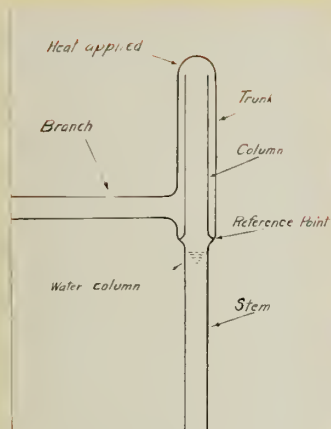 Heat applied
Trunk
Branch
Column
Reference Point
Water column
Stem